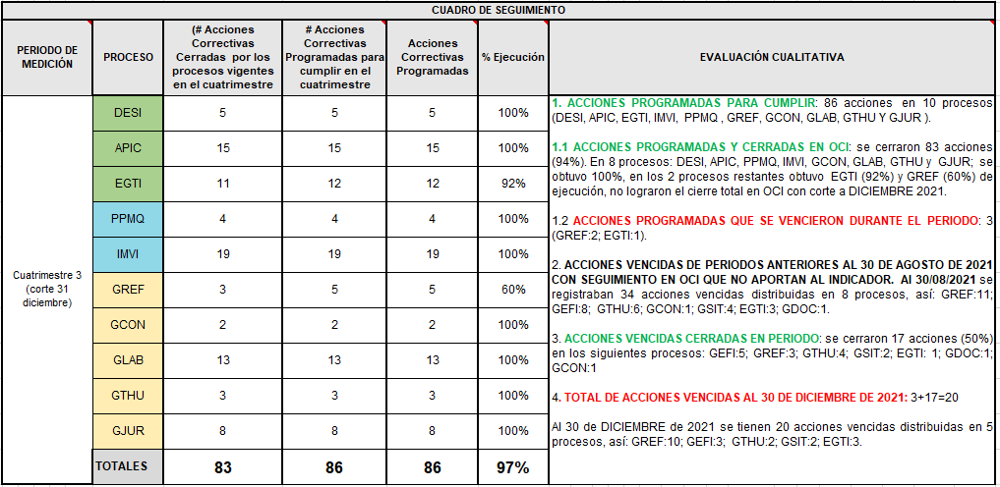 CUADRO DE SEGUIMIENTO
PERIODO DE MEDICIÓN | PROCESO | (# Acciones Correctivas Cerradas por los procesos vigentes en el cuatrimestre | # Acciones Correctivas Programadas para cumplir en el cuatrimestre | Acciones Correctivas Programadas | % Ejecución | EVALUACIÓN CUALITATIVA
Cuatrimestre 3
(corte 31
diciembre)
DESI 5 5 5 100%
APIC 15 15 15 100%
EGTI 11 12 12 92%
PPMQ 4 4 4 100%
IMVI 19 19 19 100%
GREF 3 5 5 60%
GCON 2 2 2 100%
GLAB 13 13 13 100%
GTHU 3 3 3 100%
GJUR 8 8 8 100%
TOTALES 83 86 86 97%
1. ACCIONES PROGRAMADAS PARA CUMPLIR: 86 acciones en 10 procesos
(DESI, APIC, EGTI, IMVI, PPMQ , GREF, GCON, GLAB, GTHU Y GJUR ).
1.1 ACCIONES PROGRAMADAS Y CERRADAS EN OCI: se cerraron 83 acciones
(94%). En 8 procesos: DESI, APIC, PPMQ, IMVI, GCON, GLAB, GTHU y GJUR; se
obtuvo 100%, en los 2 procesos restantes obtuvo EGTI (92%) y GREF (60%) de
ejecución, no lograron el cierre total en OCI con corte a DICIEMBRE 2021.
1.2 ACCIONES PROGRAMADAS QUE SE VENCIERON DURANTE EL PERIODO: 3
(GREF:2; EGTI:1).
2. ACCIONES VENCIDAS DE PERIODOS ANTERIORES AL 30 DE AGOSTO DE 2021
CON SEGUIMIENTO EN OCI QUE NO APORTAN AL INDICADOR. Al 30/08/2021 se
registraban 34 acciones vencidas distribuidas en 8 procesos, así: GREF:11;
GEFI:8; GTHU:6; GCON:1; GSIT:4; EGTI:3; GDOC:1.
3. ACCIONES VENCIDAS CERRADAS EN PERIODO: se cerraron 17 acciones (50%)
en los siguientes procesos: GEFI:5; GREF:3; GTHU:4; GSIT:2; EGTI: 1; GDOC:1;
GCON:1
4. TOTAL DE ACCIONES VENCIDAS AL 30 DE DICIEMBRE DE 2021: 3+17=20
Al 30 de DICIEMBRE de 2021 se tienen 20 acciones vencidas distribuidas en 5
procesos, así: GREF:10; GEFI:3; GTHU:2; GSIT:2; EGTI:3.